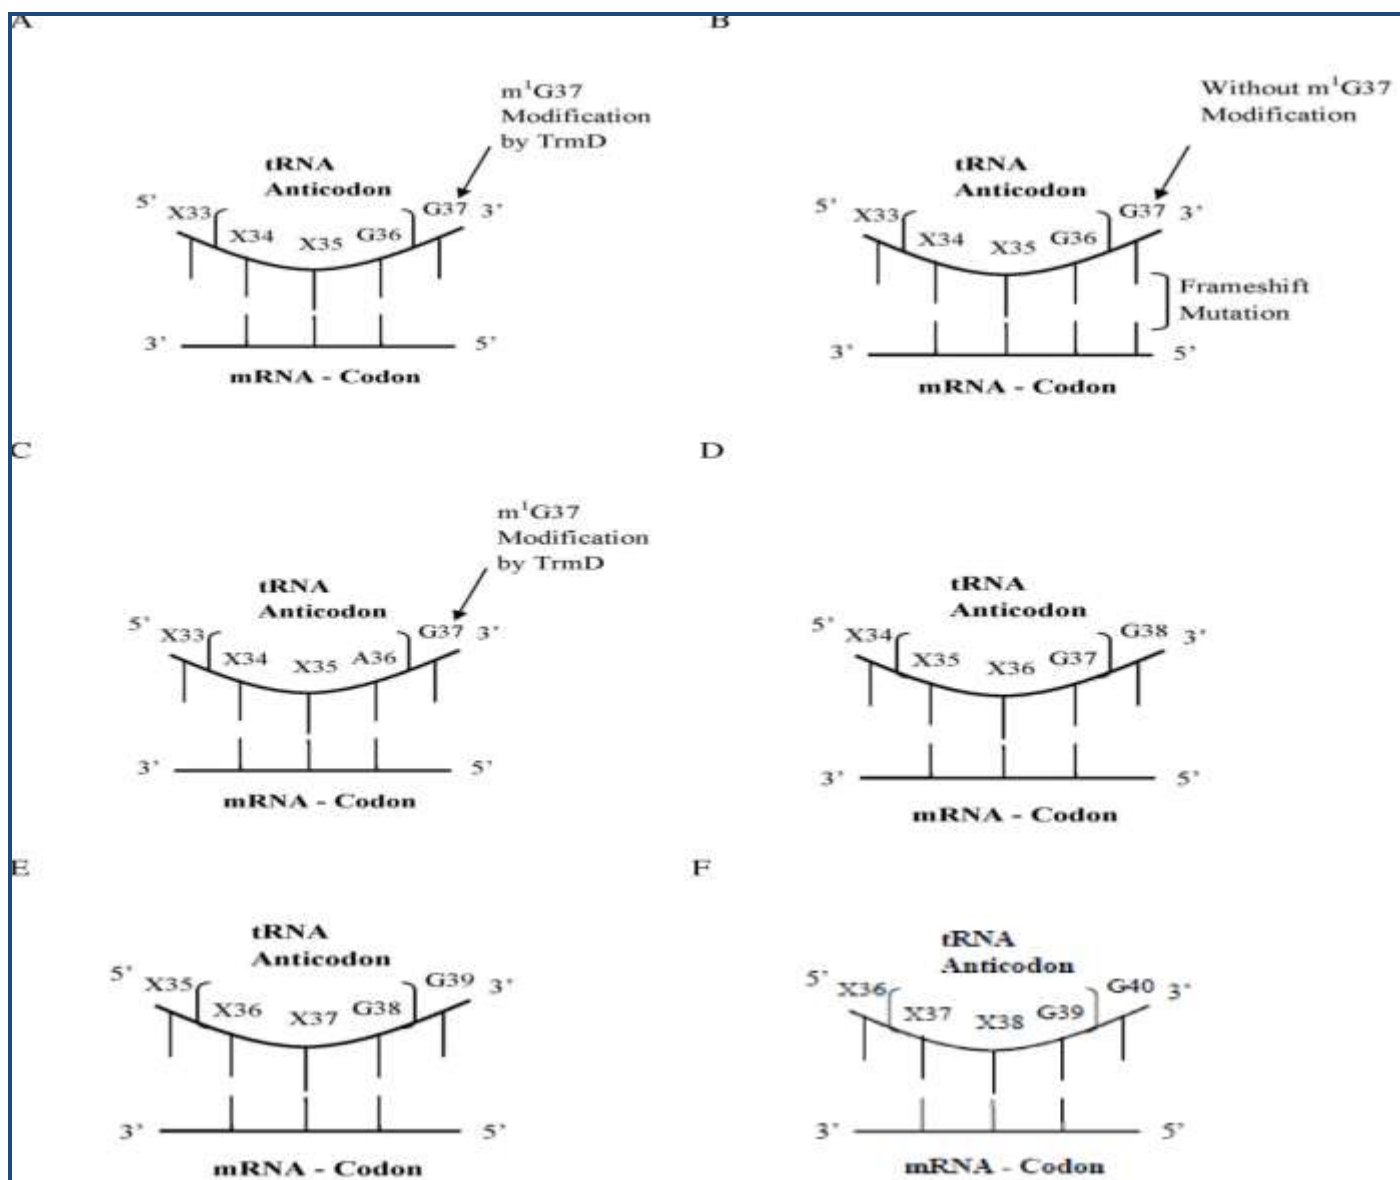 A
m¹G37
Modification
by TrmD
tRNA
Anticodon
5' X33 X34 X35 G36 G37 3'
3' 5'
mRNA - Codon
B
Without m¹G37
Modification
tRNA
Anticodon
5' X33 X34 X35 G36 G37 3'
Frameshift
Mutation
3' 5'
mRNA - Codon
C
m¹G37
Modification
by TrmD
tRNA
Anticodon
5' X33 X34 X35 A36 G37 3'
3' 5'
mRNA - Codon
D
tRNA
Anticodon
5' X34 X35 X36 G37 G38 3'
3' 5'
mRNA - Codon
E
tRNA
Anticodon
5' X35 X36 X37 G38 G39 3'
3' 5'
mRNA - Codon
F
tRNA
Anticodon
5' X36 X37 X38 G39 G40 3'
3' 5'
mRNA - Codon